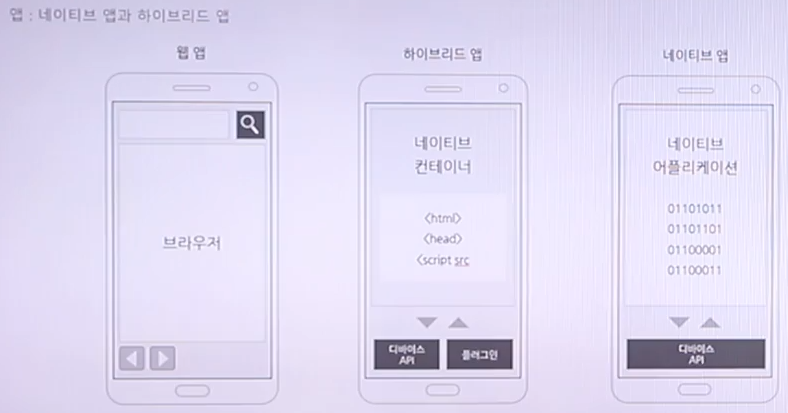 앱 : 네이티브 앱과 하이브리드 앱
웹 앱
브라우저
하이브리드 앱
네이티브
컨테이너
<html>
<head>
<script src
디바이스
API
플러그인
네이티브 앱
네이티브
어플리케이션
01101011
01101101
01100001
01100011
디바이스
API